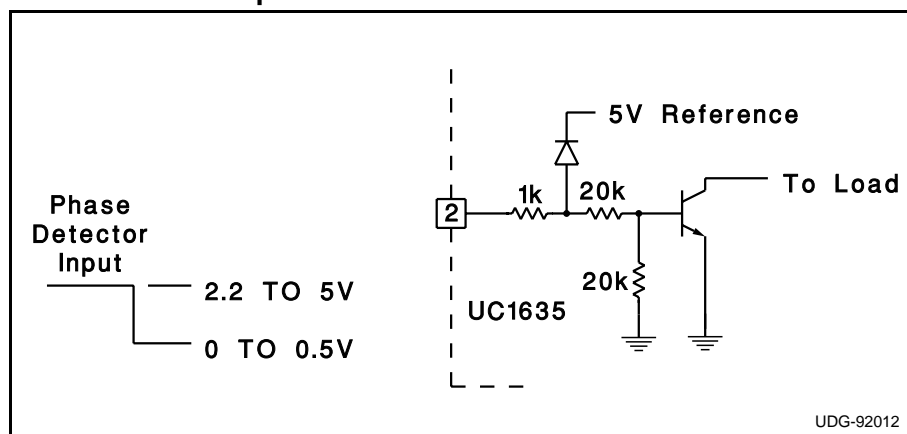 5V Reference
1k
20k
To Load
2
Phase
Detector
Input
20k
2.2 TO 5V
UC1635
0 TO 0.5V
UDG-92012